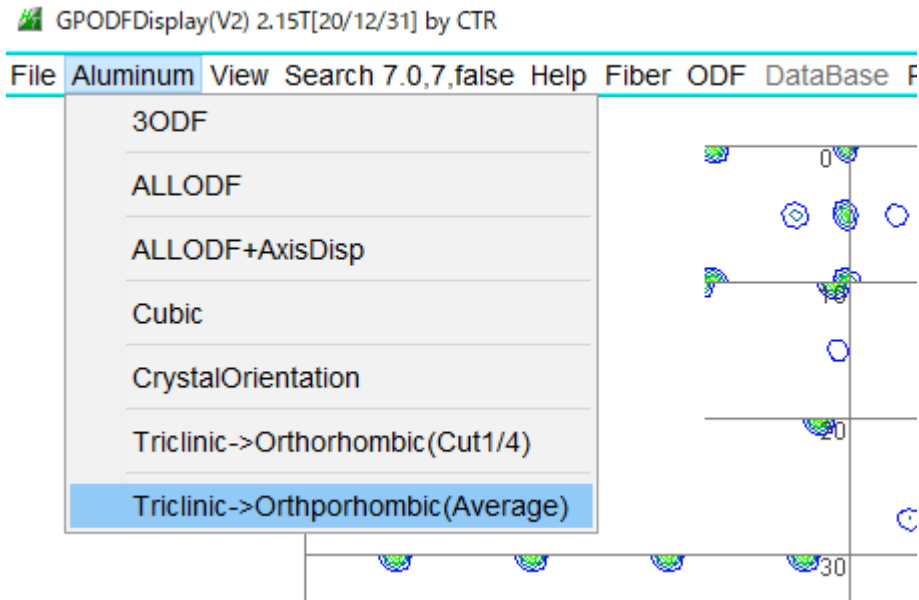 GPODFDisplay(V2) 2.15T[20/12/31] by CTR
File Aluminum View Search 7.0,7,false Help Fiber ODF DataBase
3ODF
ALLODF
ALLODF+AxisDisp
Cubic
CrystalOrientation
Triclinic->Orthorhombic(Cut1/4)
Triclinic->Orthporhombic(Average)
0
10
20
30